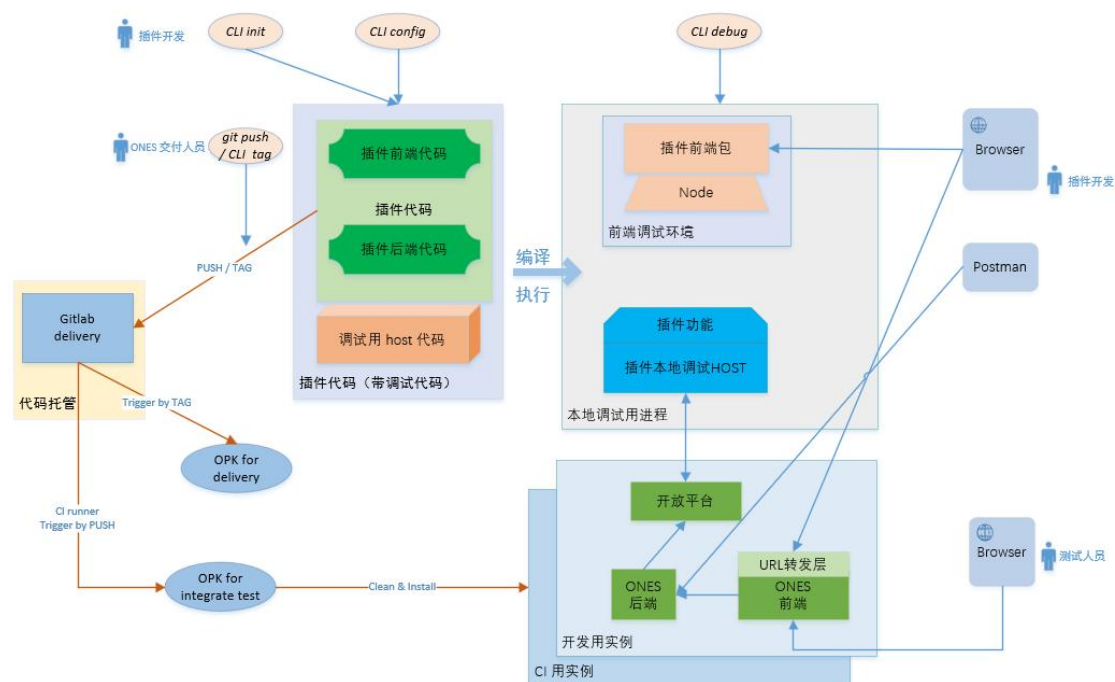 CLI init
CLI config
CLI debug
插件开发
ONES 交付人员
git push
/ CLI tag
插件前端代码
插件代码
插件后端代码
调试用 host 代码
插件代码（带调试代码）
PUSH / TAG
Gitlab
delivery
代码托管
Trigger by TAG
OPK for
delivery
CI runner
Trigger by PUSH
OPK for
integrate test
Clean & Install
编译
执行
插件前端包
Node
前端调试环境
插件功能
插件本地调试HOST
本地调试用进程
Browser
插件开发
Postman
开放平台
ONES
后端
URL转发层
ONES
前端
开发用实例
CI 用实例
Browser
测试人员